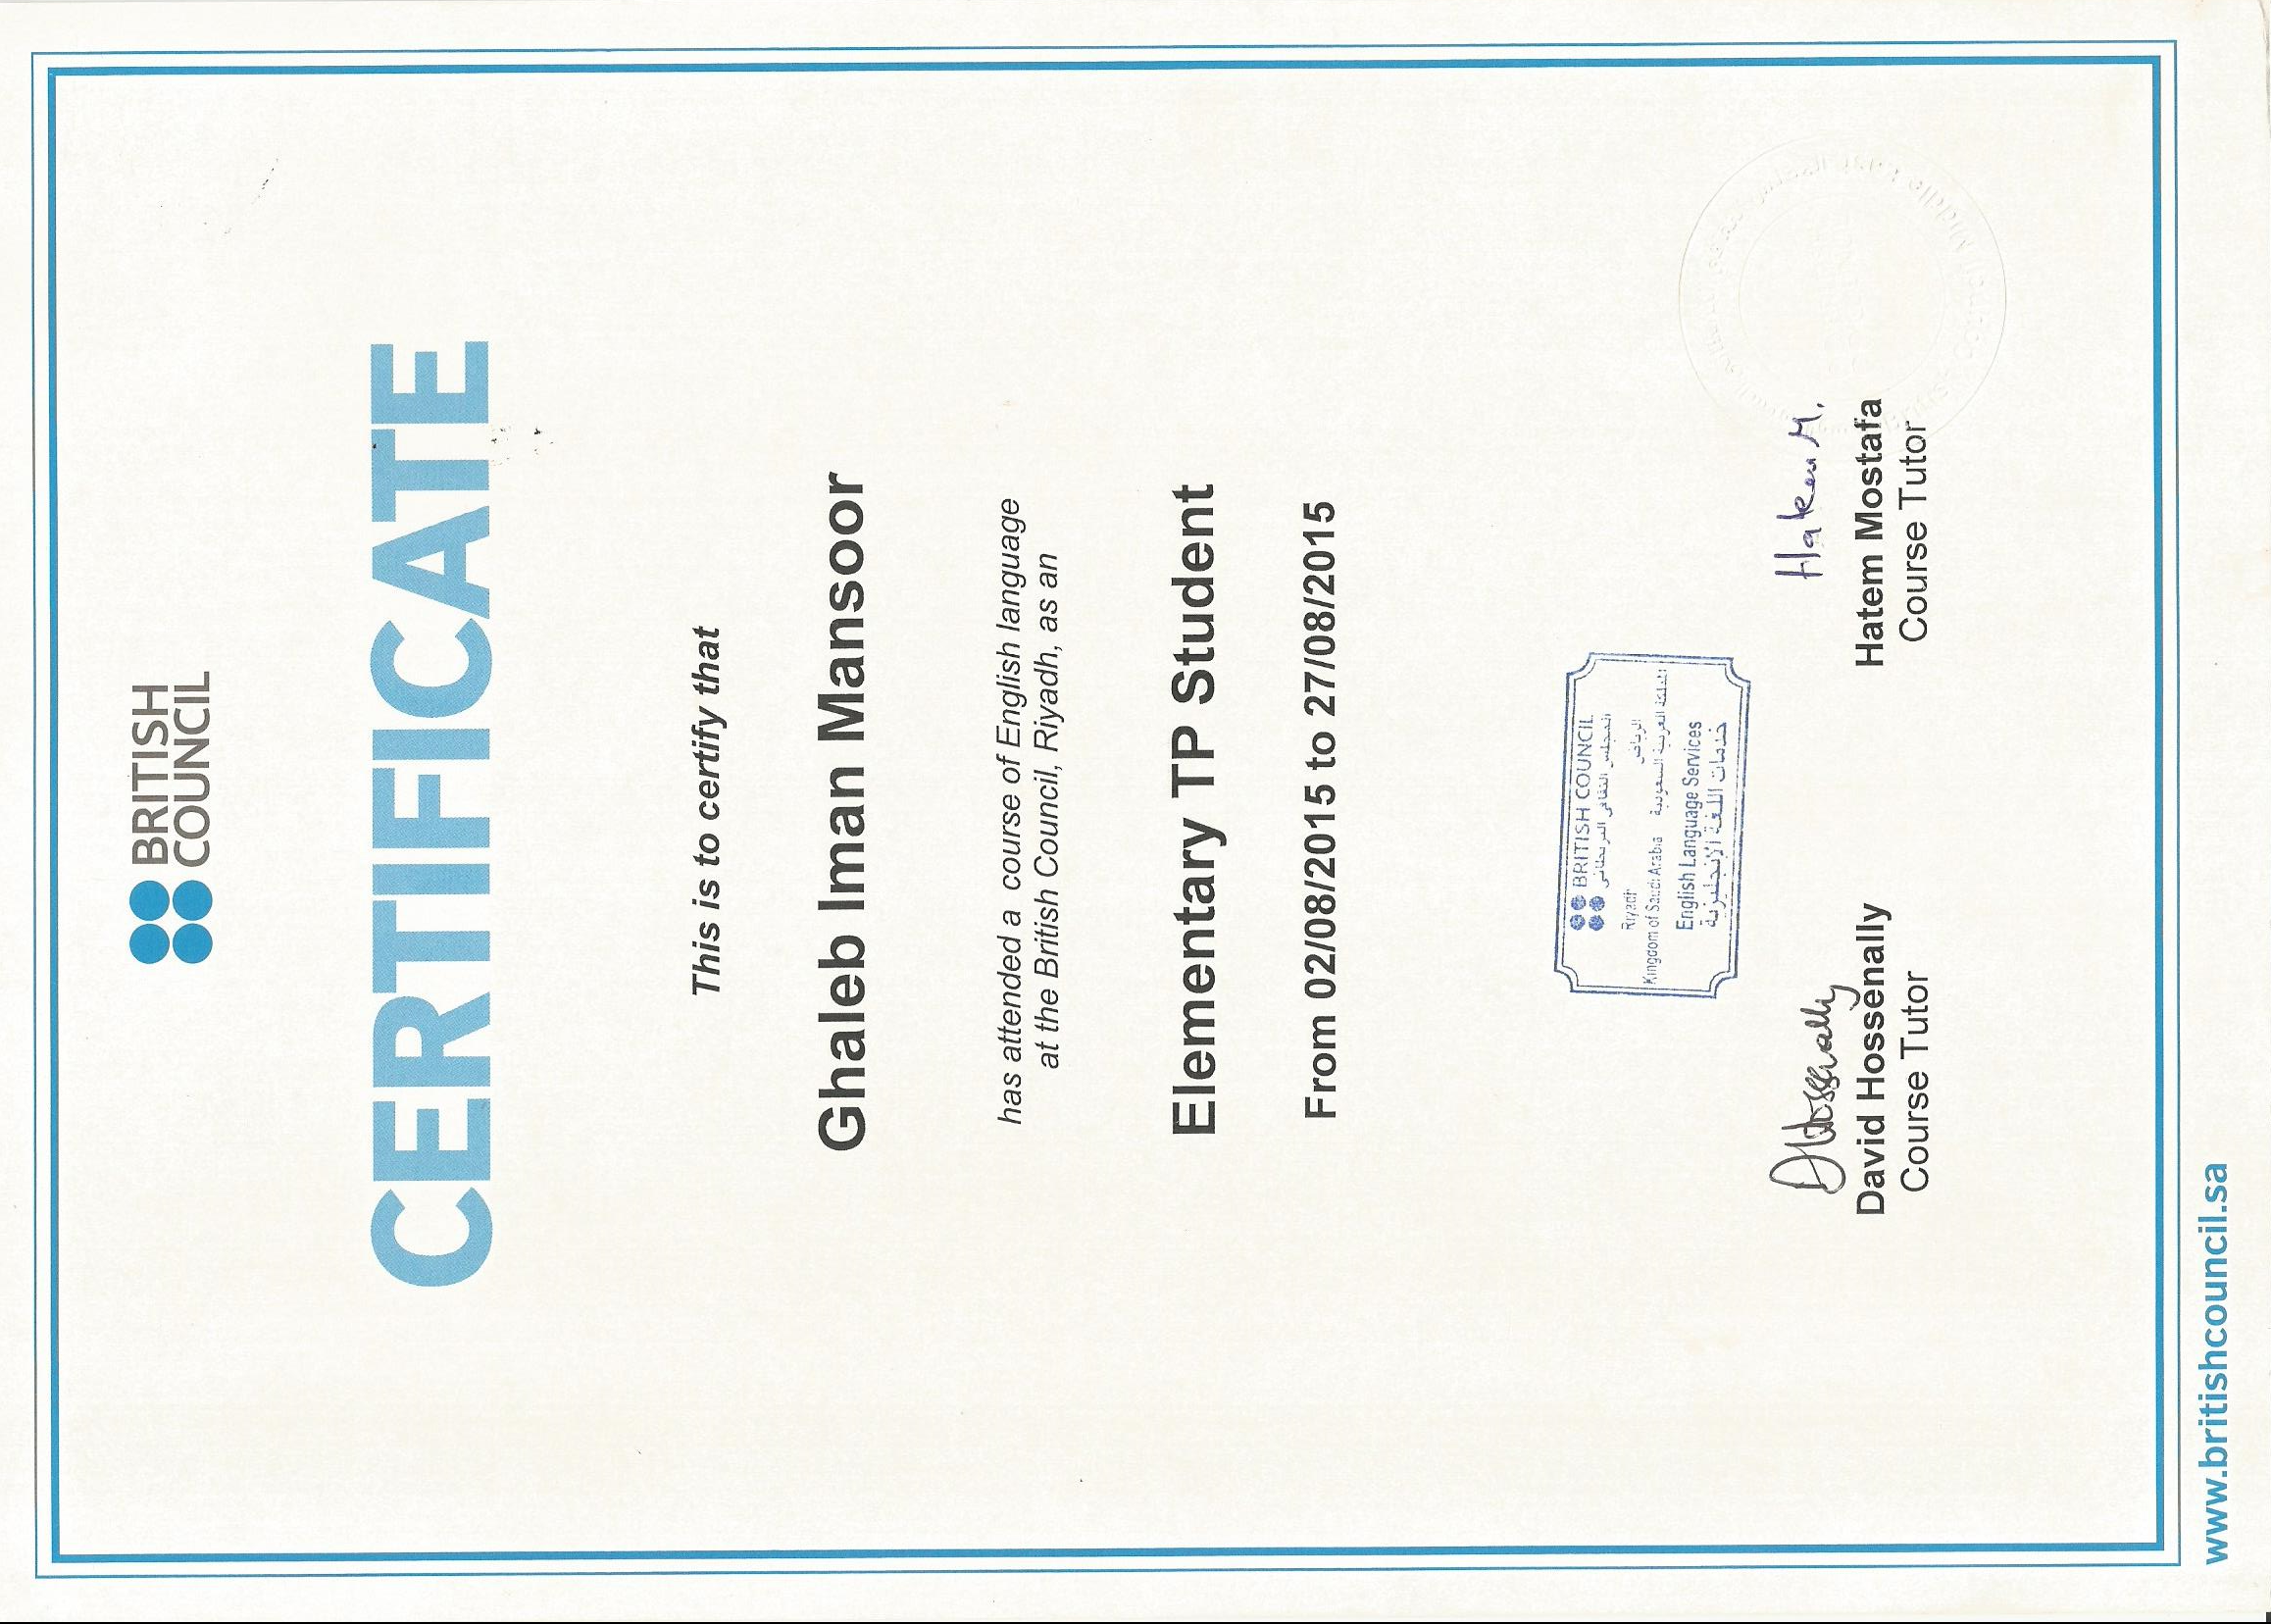 BRITISH
COUNCIL
CERTIFICATE
This is to certify that
Ghaleb Iman Mansoor
has attended a course of English language
at the British Council, Riyadh, as an
Elementary TP Student
From 02/08/2015 to 27/08/2015
BRITISH COUNCIL
المجلس الثقافي البريطاني
Riyadh الرياض
Kingdom of Saudi Arabia المملكة العربية السعودية
English Language Services
خدمات اللغة الإنجليزية
DHossenally Hatem M.
David Hossenally Hatem Mostafa
Course Tutor Course Tutor
www.britishcouncil.sa